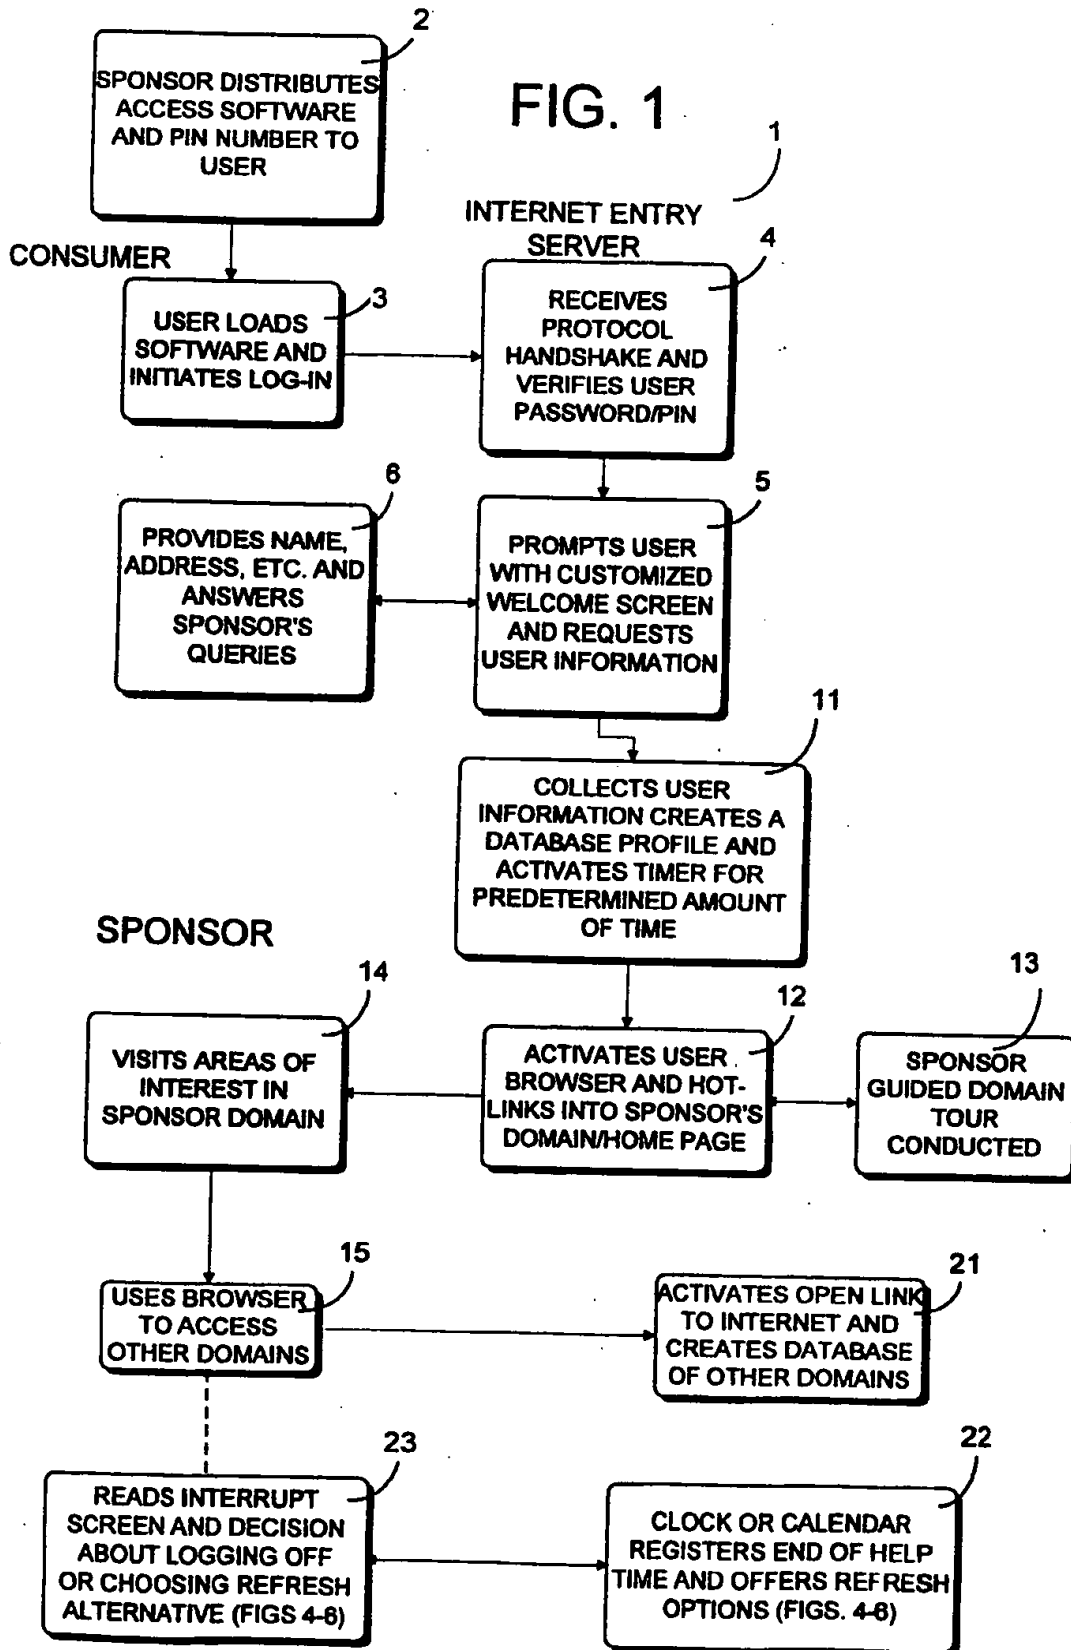 2
SPONSOR DISTRIBUTES
ACCESS SOFTWARE
AND PIN NUMBER TO
USER
FIG. 1
1
INTERNET ENTRY
SERVER
CONSUMER
3
USER LOADS
SOFTWARE AND
INITIATES LOG-IN
4
RECEIVES
PROTOCOL
HANDSHAKE AND
VERIFIES USER
PASSWORD/PIN
6
PROVIDES NAME,
ADDRESS, ETC. AND
ANSWERS
SPONSOR'S
QUERIES
5
PROMPTS USER
WITH CUSTOMIZED
WELCOME SCREEN
AND REQUESTS
USER INFORMATION
11
COLLECTS USER
INFORMATION CREATES A
DATABASE PROFILE AND
ACTIVATES TIMER FOR
PREDETERMINED AMOUNT
OF TIME
SPONSOR
14
VISITS AREAS OF
INTEREST IN
SPONSOR DOMAIN
12
ACTIVATES USER
BROWSER AND HOT-
LINKS INTO SPONSOR'S
DOMAIN/HOME PAGE
13
SPONSOR
GUIDED DOMAIN
TOUR
CONDUCTED
15
USES BROWSER
TO ACCESS
OTHER DOMAINS
21
ACTIVATES OPEN LINK
TO INTERNET AND
CREATES DATABASE
OF OTHER DOMAINS
23
READS INTERRUPT
SCREEN AND DECISION
ABOUT LOGGING OFF
OR CHOOSING REFRESH
ALTERNATIVE (FIGS 4-6)
22
CLOCK OR CALENDAR
REGISTERS END OF HELP
TIME AND OFFERS REFRESH
OPTIONS (FIGS. 4-6)